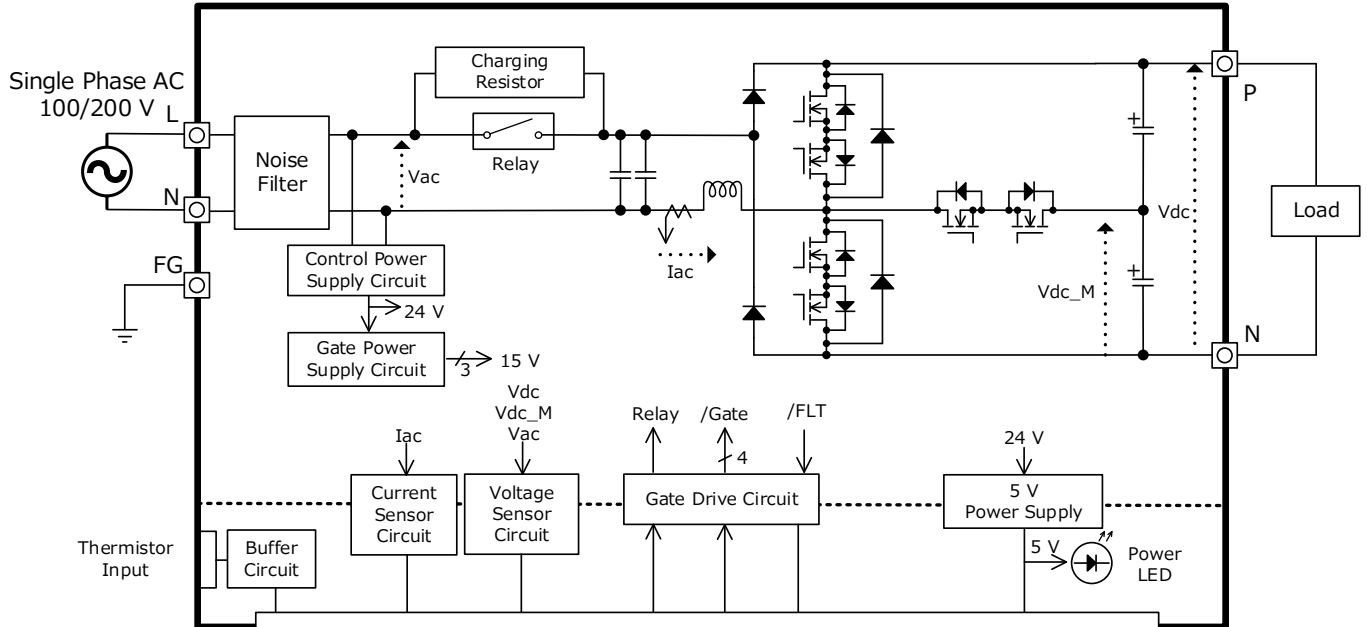 Single Phase AC
100/200 V
L
N
FG
Noise
Filter
Charging
Resistor
Relay
Vac
Iac
Control Power
Supply Circuit
24 V
Gate Power
Supply Circuit
3
15 V
P
N
+
+
Vdc
Vdc_M
Load
Iac
Vdc
Vdc_M
Vac
Relay
/Gate
4
/FLT
24 V
Current
Sensor
Circuit
Voltage
Sensor
Circuit
Gate Drive Circuit
5 V
Power Supply
Thermistor
Input
Buffer
Circuit
5 V
Power
LED